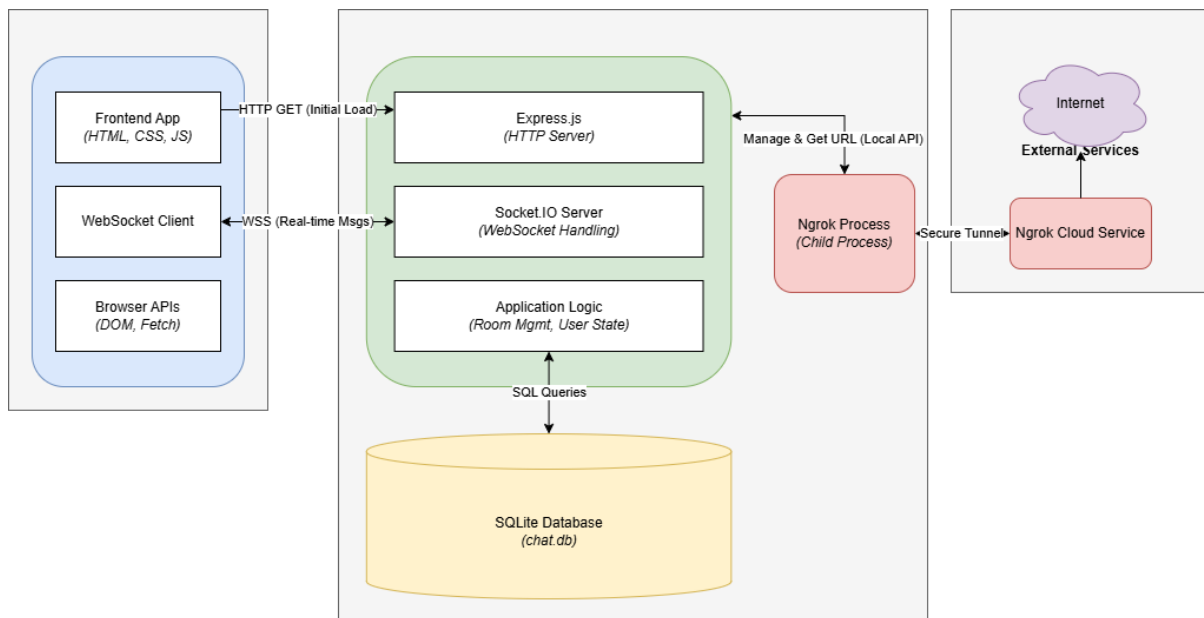 Frontend App
(HTML, CSS, JS)
HTTP GET (Initial Load)
Express.js
(HTTP Server)
WebSocket Client
WSS (Real-time Msgs)
Socket.IO Server
(WebSocket Handling)
Browser APIs
(DOM, Fetch)
Application Logic
(Room Mgmt, User State)
SQL Queries
SQLite Database
(chat.db)
Manage & Get URL (Local API)
Ngrok Process
(Child Process)
Secure Tunnel
Internet
External Services
Ngrok Cloud Service